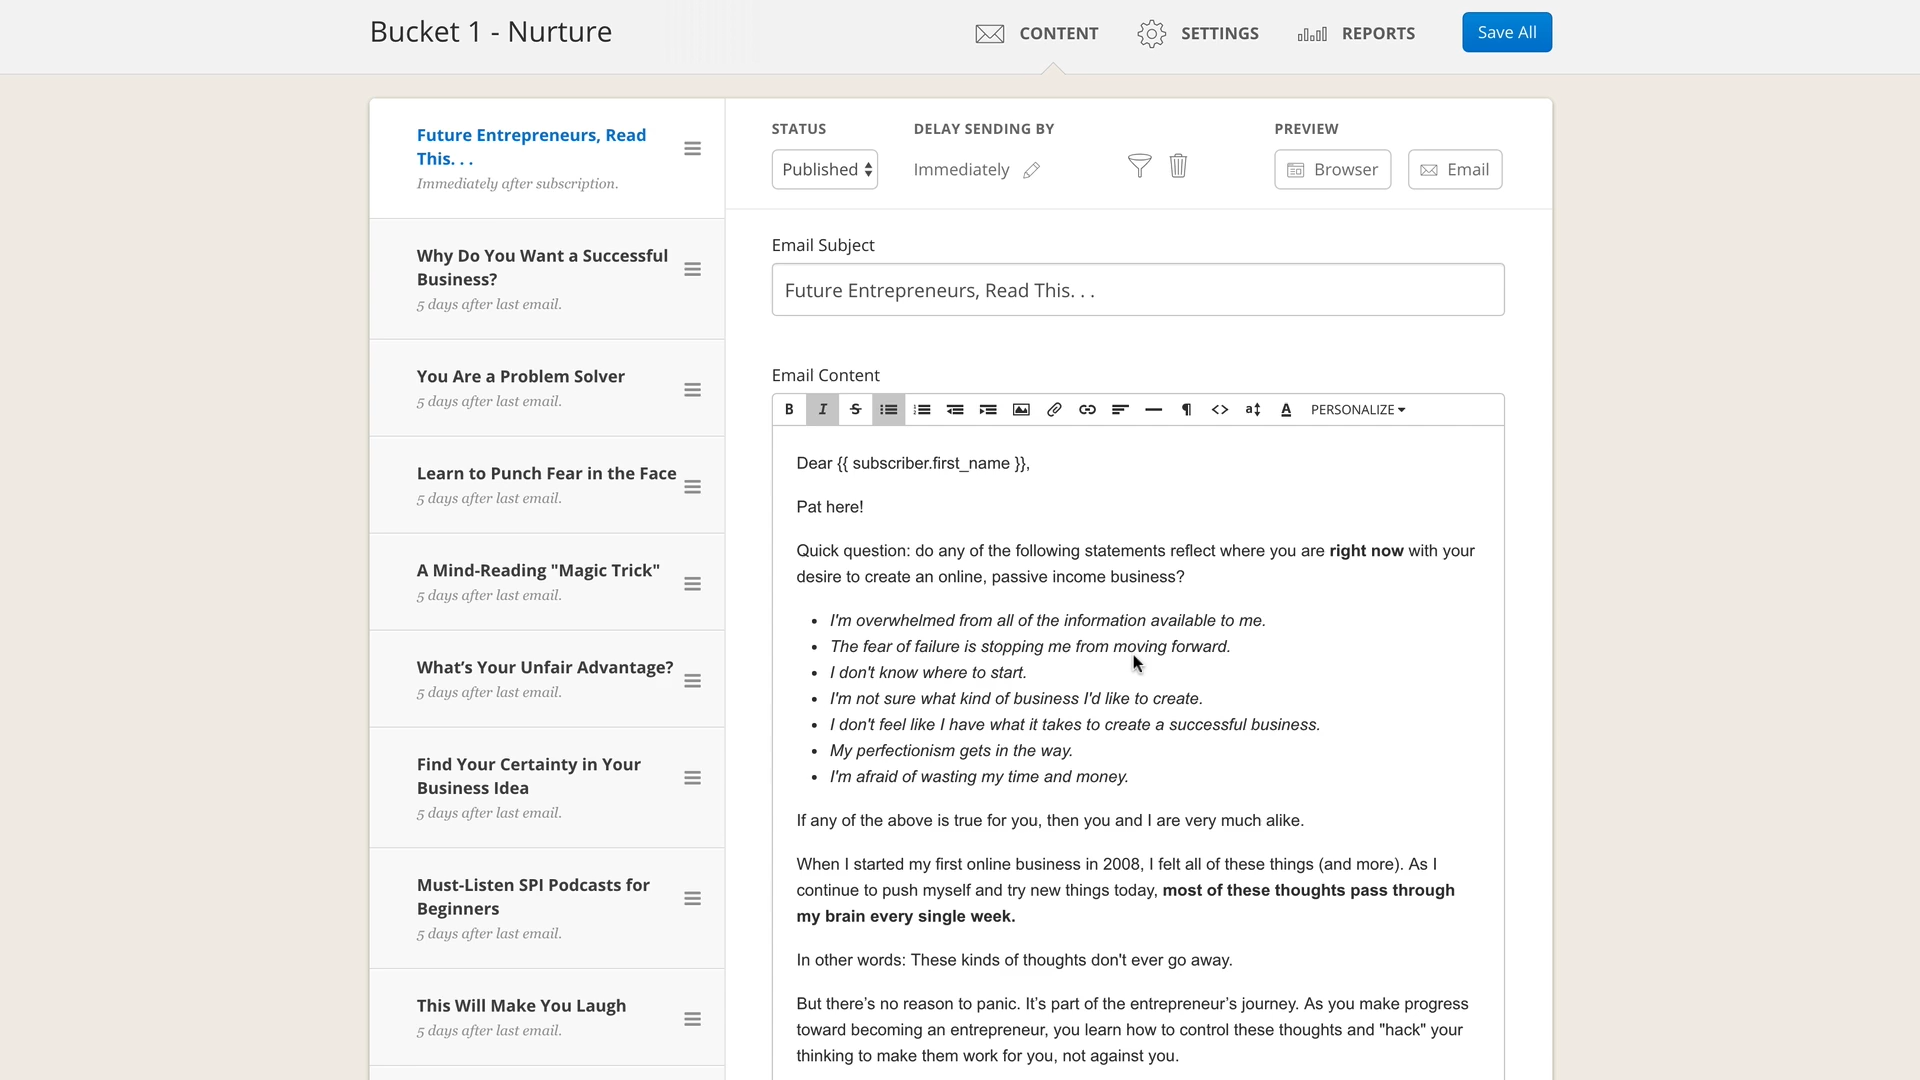 Bucket 1 - Nurture
CONTENT
SETTINGS
REPORTS
Save All
Future Entrepreneurs, Read
This. . .
Immediately after subscription.
Why Do You Want a Successful
Business?
5 days after last email.
You Are a Problem Solver
5 days after last email.
Learn to Punch Fear in the Face
5 days after last email.
A Mind-Reading "Magic Trick"
5 days after last email.
What’s Your Unfair Advantage?
5 days after last email.
Find Your Certainty in Your
Business Idea
5 days after last email.
Must-Listen SPI Podcasts for
Beginners
5 days after last email.
This Will Make You Laugh
5 days after last email.
STATUS
DELAY SENDING BY
PREVIEW
Published
Immediately
Browser
Email
Email Subject
Future Entrepreneurs, Read This. . .
Email Content
B I S PERSONALIZE
Dear {{ subscriber.first_name }},
Pat here!
Quick question: do any of the following statements reflect where you are right now with your
desire to create an online, passive income business?
• I'm overwhelmed from all of the information available to me.
• The fear of failure is stopping me from moving forward.
• I don't know where to start.
• I'm not sure what kind of business I'd like to create.
• I don't feel like I have what it takes to create a successful business.
• My perfectionism gets in the way.
• I'm afraid of wasting my time and money.
If any of the above is true for you, then you and I are very much alike.
When I started my first online business in 2008, I felt all of these things (and more). As I
continue to push myself and try new things today, most of these thoughts pass through
my brain every single week.
In other words: These kinds of thoughts don't ever go away.
But there’s no reason to panic. It’s part of the entrepreneur’s journey. As you make progress
toward becoming an entrepreneur, you learn how to control these thoughts and "hack" your
thinking to make them work for you, not against you.